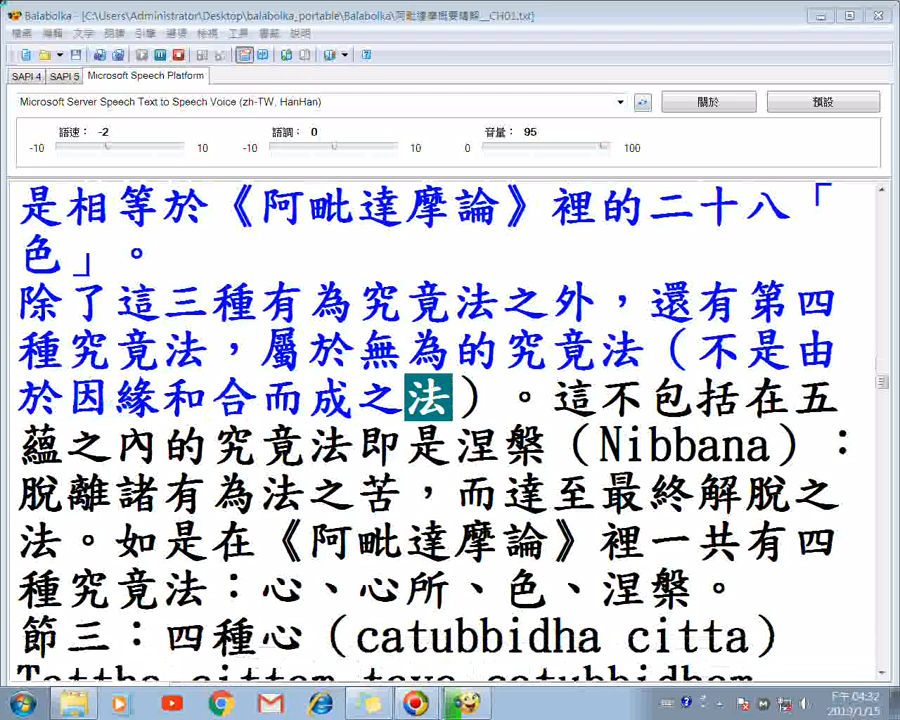 Balabolka - [C:\Users\Administrator\Desktop\balabolka_portable\Balabolka\阿毗達摩概要精解__CH01.txt]
檔案 編輯 文字 朗讀 引擎 選項 檢視 工具 書籤 說明
SAPI 4 SAPI 5 Microsoft Speech Platform
Microsoft Server Speech Text to Speech Voice (zh-TW, HanHan) 關於 預設
語速： -2 語調： 0 音量： 95
-10 10 -10 10 0 100
是相等於《阿毗達摩論》裡的二十八「
色」。
除了這三種有為究竟法之外，還有第四
種究竟法，屬於無為的究竟法（不是由
於因緣和合而成之法）。這不包括在五
蘊之內的究竟法即是涅槃（Nibbana）：
脫離諸有為法之苦，而達至最終解脫之
法。如是在《阿毗達摩論》裡一共有四
種究竟法：心、心所、色、涅槃。
節三：四種心（catubbidha citta）
Tattha cittam tava catubbidham
下午 04:32
2019/1/15